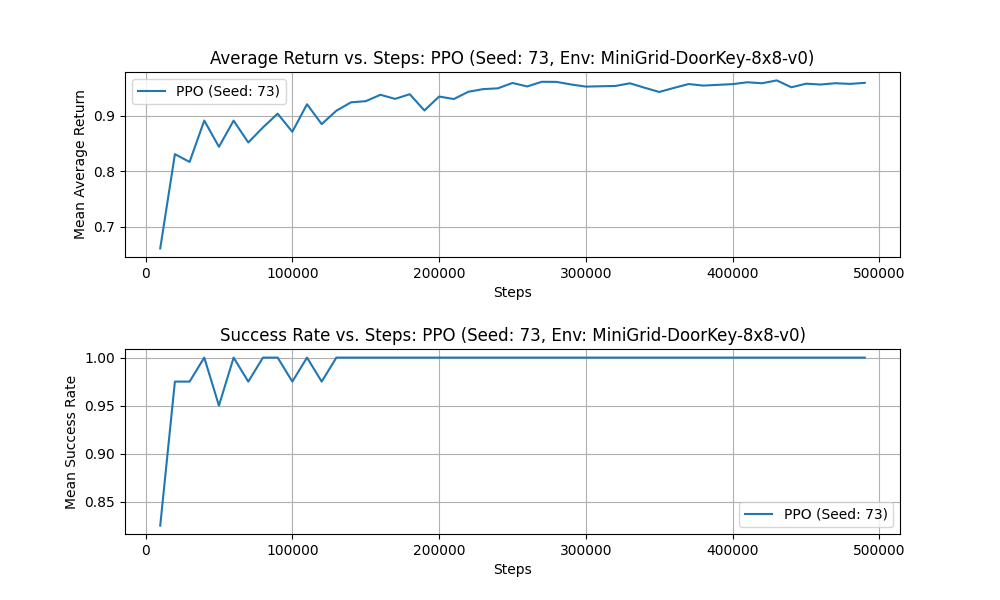 Average Return vs. Steps: PPO (Seed: 73, Env: MiniGrid-DoorKey-8x8-v0)
PPO (Seed: 73)
Mean Average Return
0.9
0.8
0.7
0 100000 200000 300000 400000 500000
Steps
Success Rate vs. Steps: PPO (Seed: 73, Env: MiniGrid-DoorKey-8x8-v0)
Mean Success Rate
1.00
0.95
0.90
0.85
PPO (Seed: 73)
0 100000 200000 300000 400000 500000
Steps